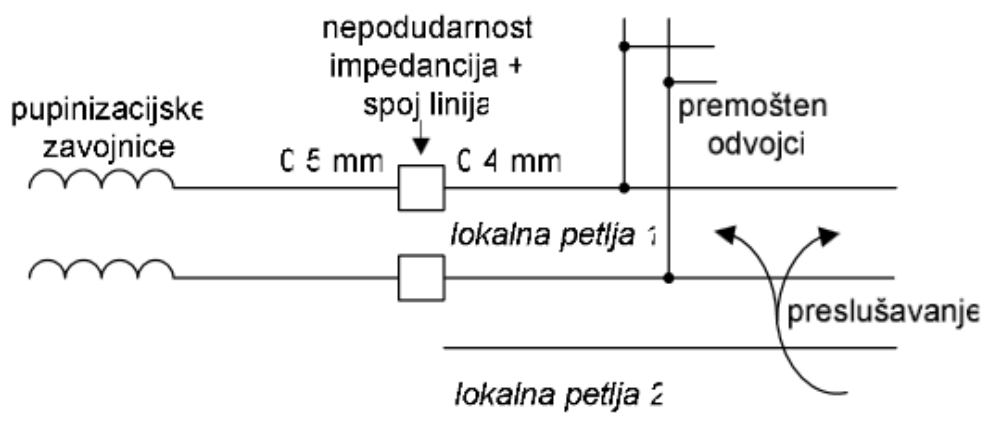 nepodudarnost
impedancija +
spoj linija
pupinizacijske
zavojnice
0 5 mm
0 4 mm
premošten
odvojci
lokalna petlja 1
preslušavanje
lokalna petlja 2